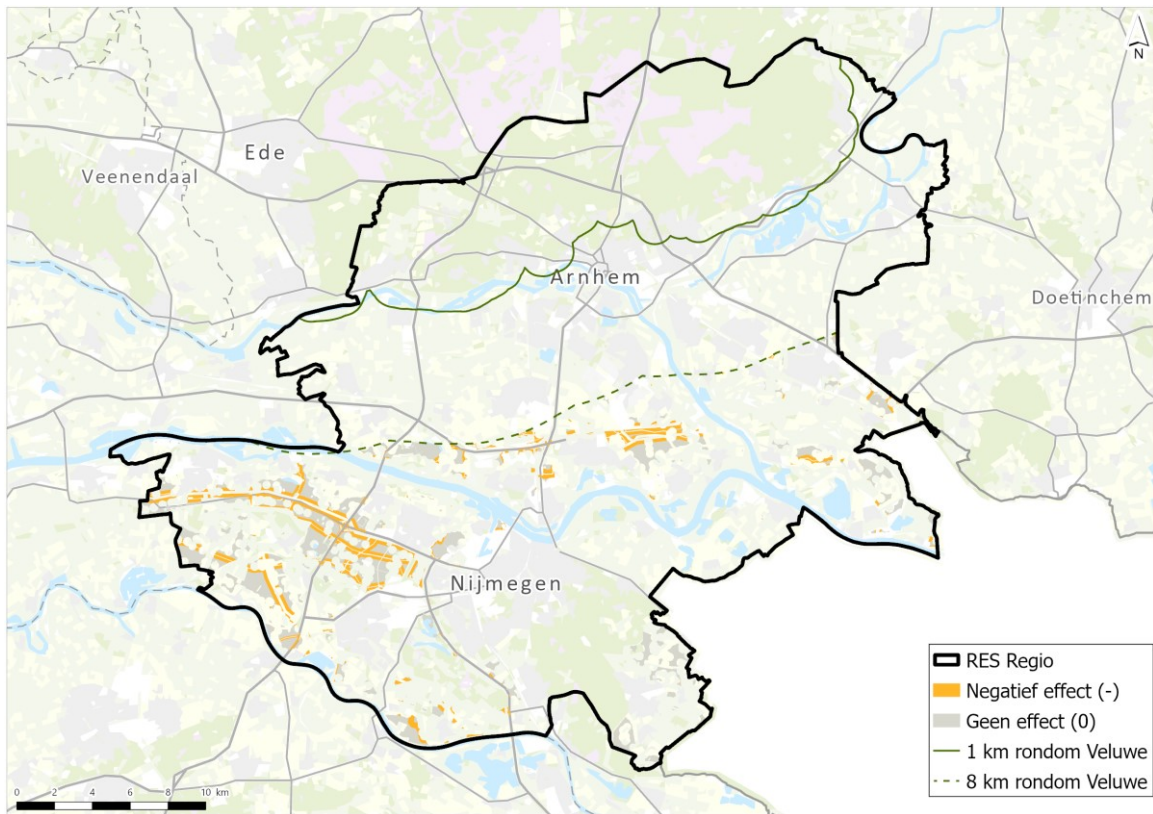 N
Ede
Veenendaal
Arnhem
Doetinchem
Nijmegen
RES Regio
Negatief effect (-)
Geen effect (0)
1 km rondom Veluwe
8 km rondom Veluwe
0 2 4 6 8 10 km